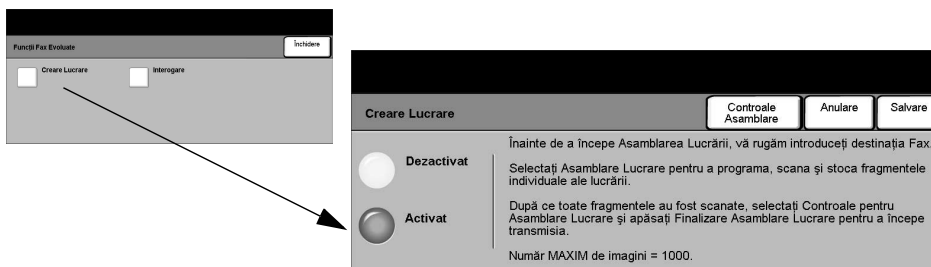 Funcții Fax Evoluate
Închidere
Creare Lucrare
Interogare
Creare Lucrare
Controale
Asamblare
Anulare
Salvare
Înainte de a începe Asamblarea Lucrării, vă rugăm introduceți destinația Fax.
Dezactivat
Selectați Asamblare Lucrare pentru a programa, scana și stoca fragmentele
individuale ale lucrării.
După ce toate fragmentele au fost scanate, selectați Controale pentru
Activat
Asamblare Lucrare și apăsați Finalizare Asamblare Lucrare pentru a începe
transmisia.
Număr MAXIM de imagini = 1000.